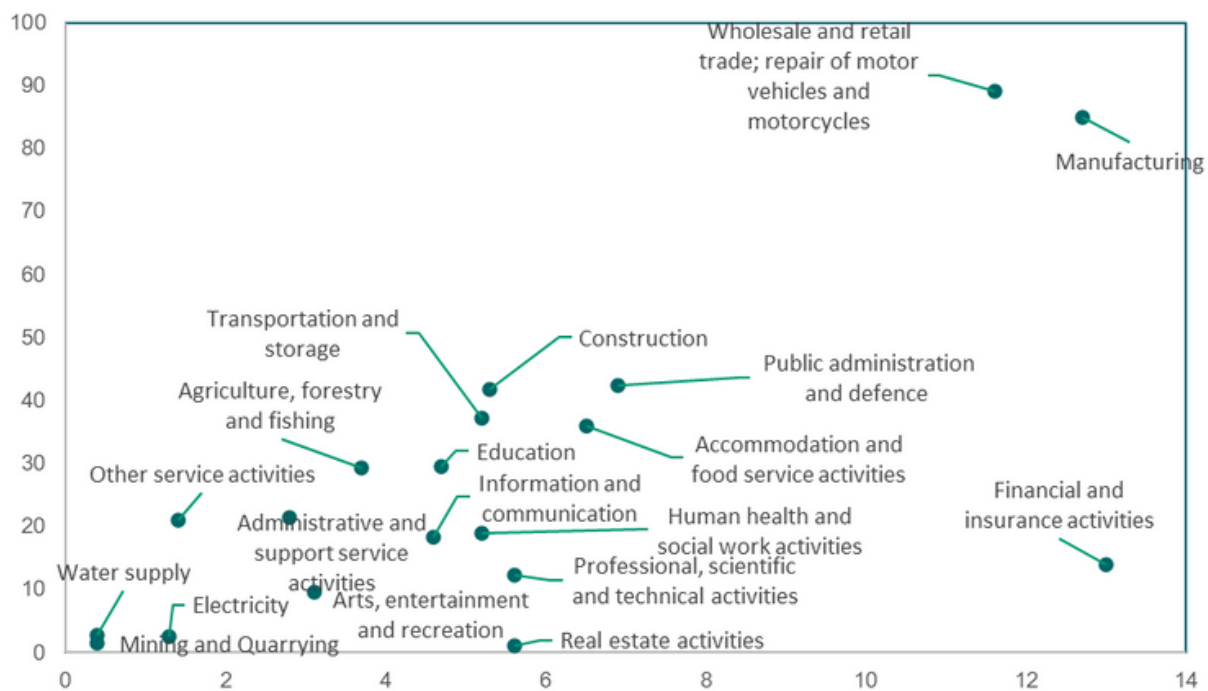 100
90
80
70
60
50
40
30
20
10
0
Wholesale and retail
trade; repair of motor
vehicles and
motorcycles
Manufacturing
Transportation and
storage
Construction
Public administration
and defence
Agriculture, forestry
and fishing
Education
Accommodation and
food service activities
Other service activities
Information and
communication
Financial and
insurance activities
Administrative and
support service
activities
Human health and
social work activities
Water supply
Professional, scientific
and technical activities
Electricity
Arts, entertainment
and recreation
Mining and Quarrying
Real estate activities
0 2 4 6 8 10 12 14